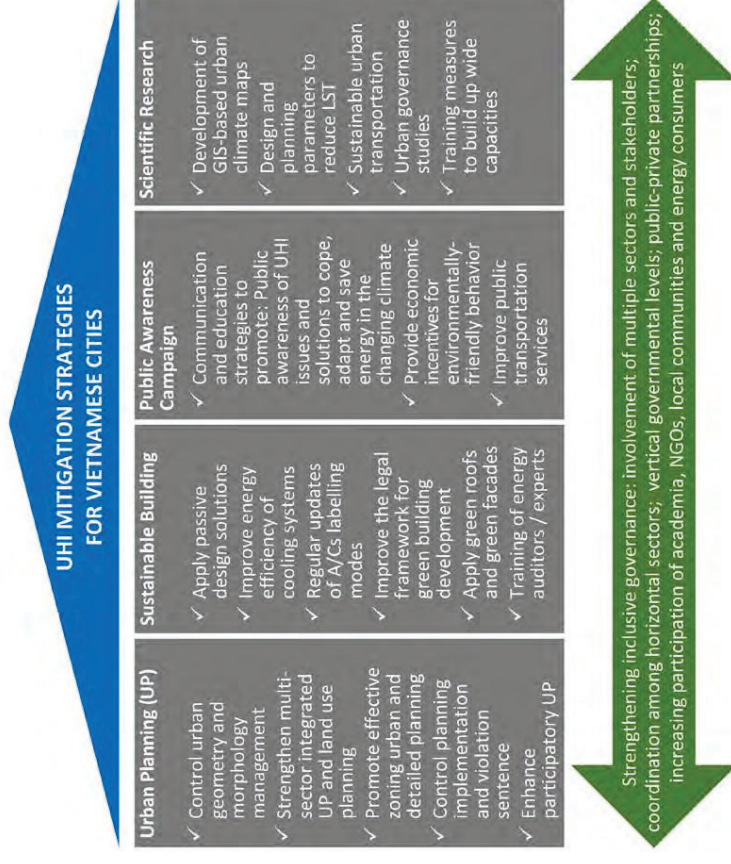 UHI MITIGATION STRATEGIES
FOR VIETNAMESE CITIES
Urban Planning (UP)
✓ Control urban
geometry and
morphology
management
✓ Strengthen multi-
sector integrated
UP and land use
planning
✓ Promote effective
zoning urban and
detailed planning
✓ Control planning
implementation
and violation
sentence
✓ Enhance
participatory UP
Sustainable Building
✓ Apply passive
design solutions
✓ Improve energy
efficiency of
cooling systems
✓ Regular updates
of A/Cs labelling
modes
✓ Improve the legal
framework for
green building
development
✓ Apply green roofs
and green facades
✓ Training of energy
auditors / experts
Public Awareness
Campaign
✓ Communication
and education
strategies to
promote: Public
awareness of UHI
issues and
solutions to cope,
adapt and save
energy in the
changing climate
✓ Provide economic
incentives for
environmentally-
friendly behavior
✓ Improve public
transportation
services
Scientific Research
✓ Development of
GIS-based urban
climate maps
✓ Design and
planning
parameters to
reduce LST
✓ Sustainable urban
transportation
✓ Urban governance
studies
✓ Training measures
to build up wide
capacities
Strengthening inclusive governance: involvement of multiple sectors and stakeholders;
coordination among horizontal sectors; vertical governmental levels; public-private partnerships;
increasing participation of academia, NGOs, local communities and energy consumers